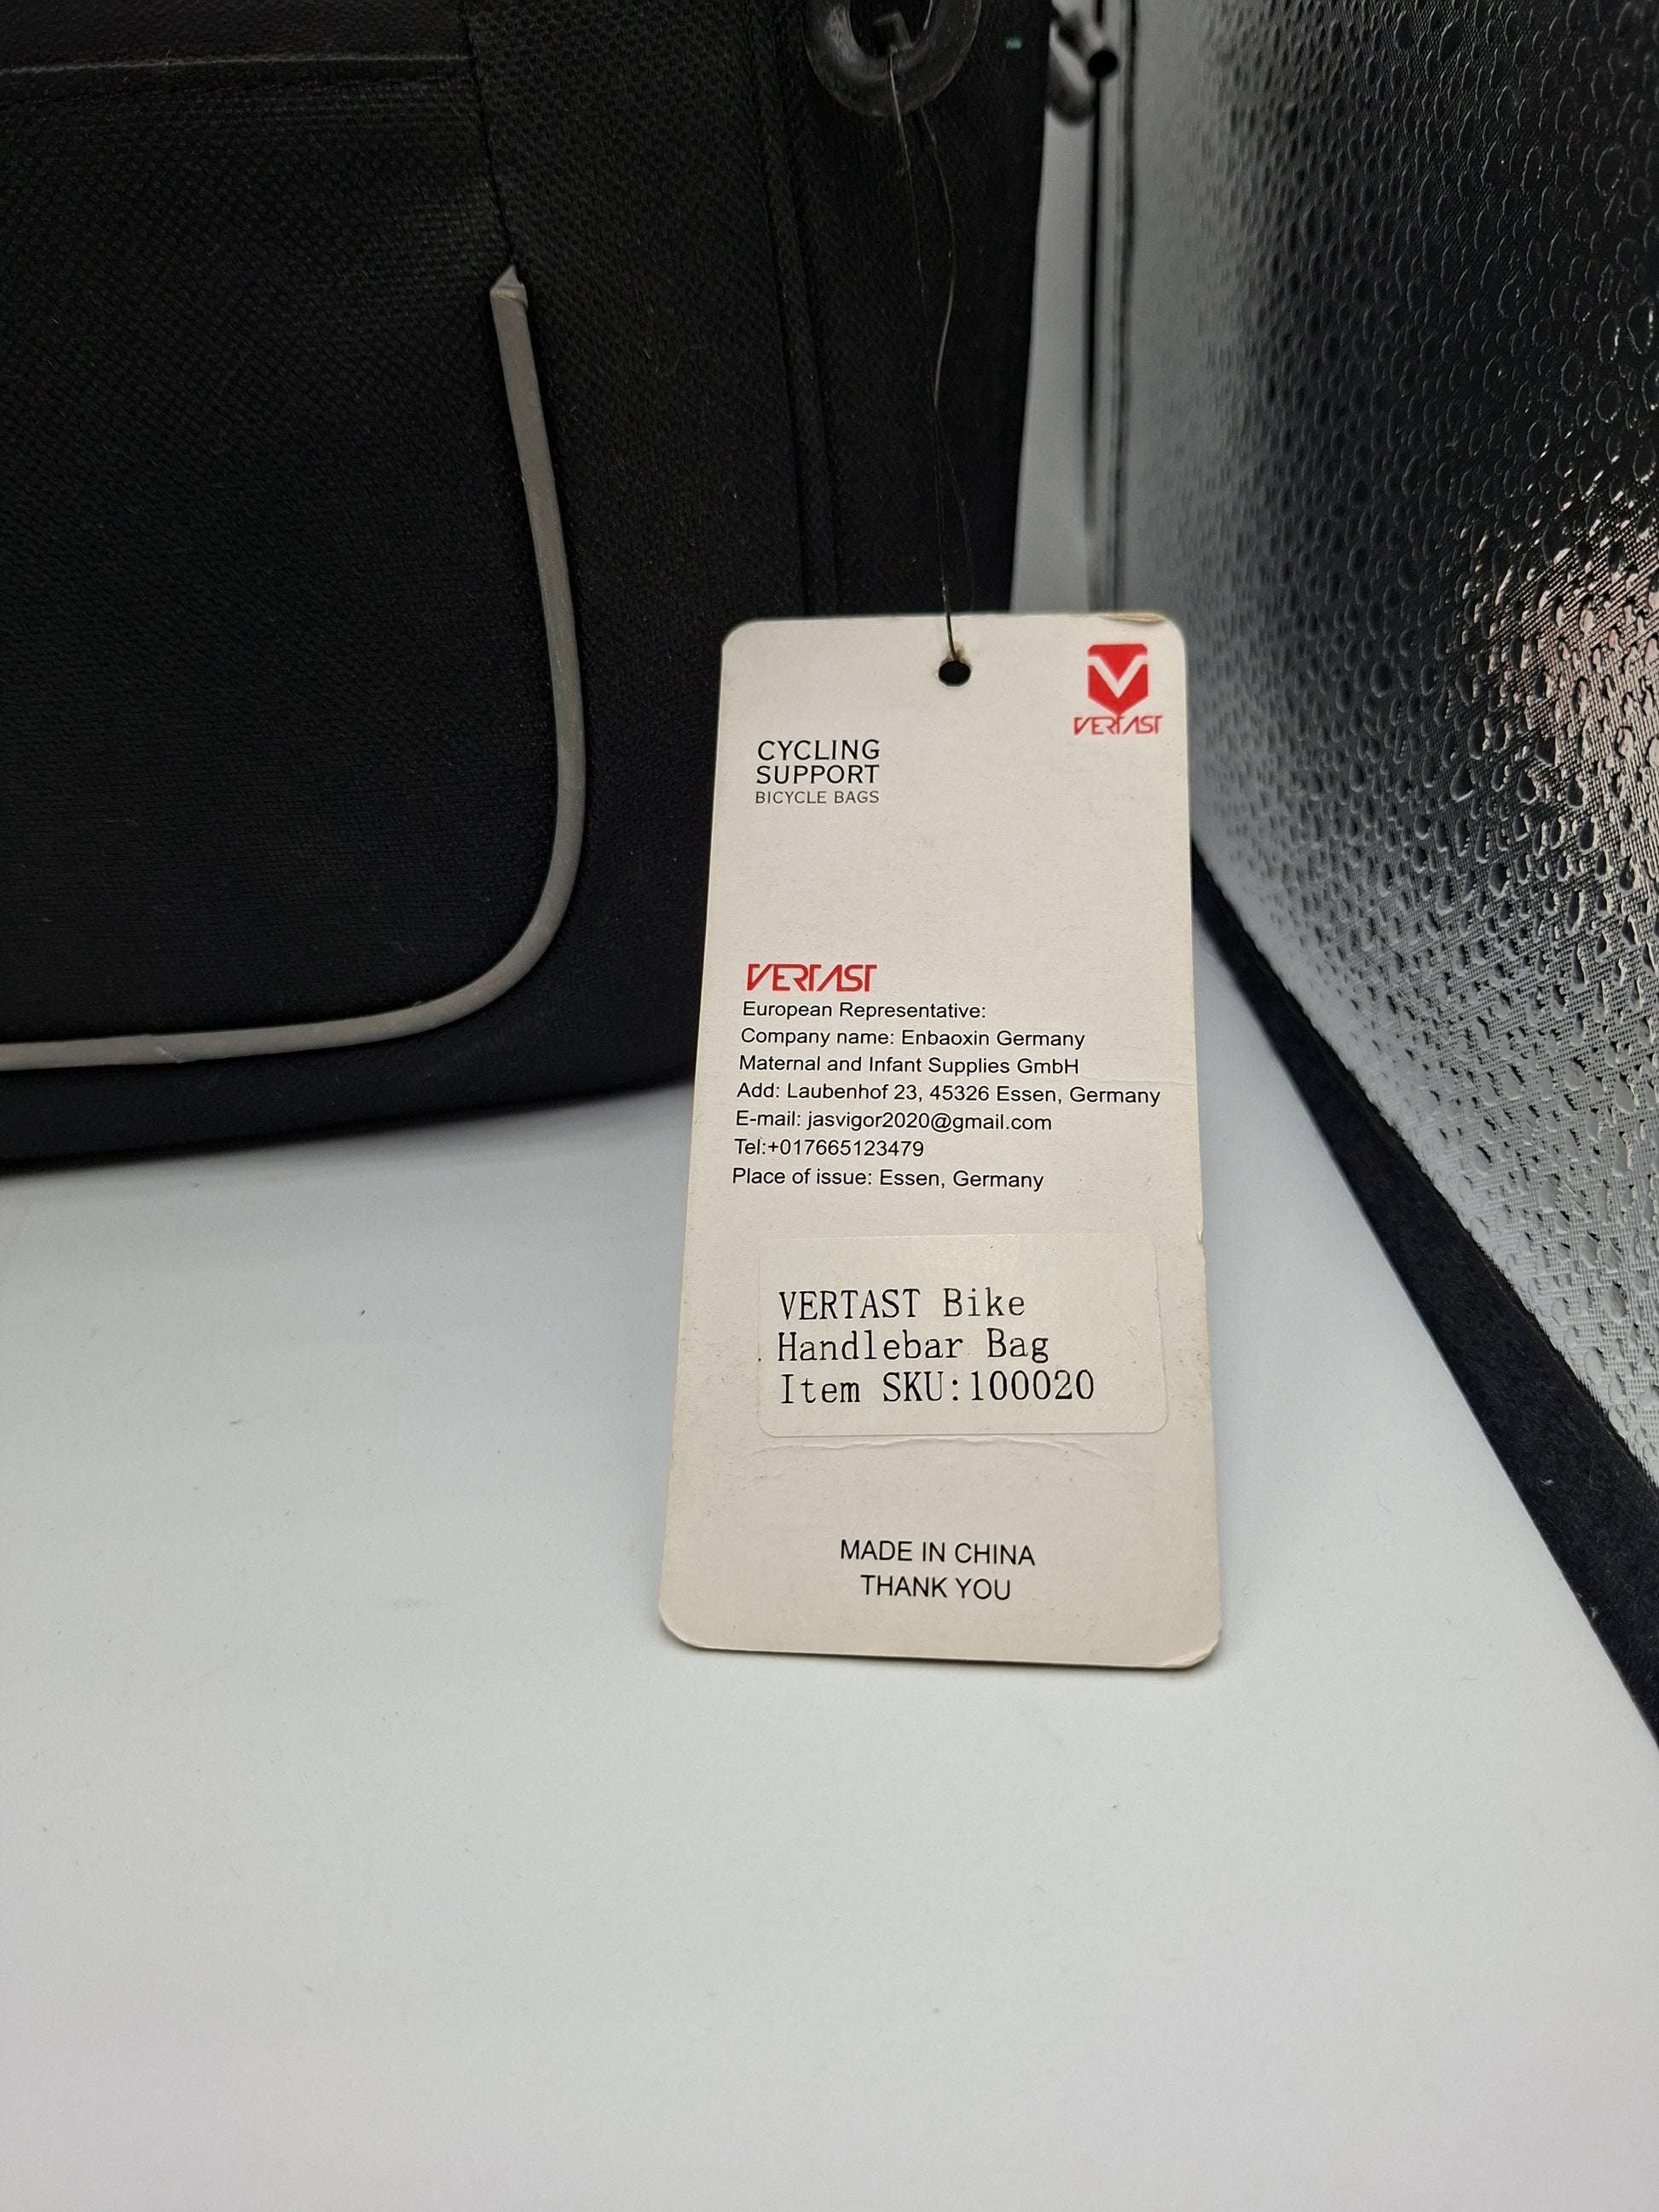 VERTAST
CYCLING
SUPPORT
BICYCLE BAGS
VERTAST
European Representative:
Company name: Enbaoxin Germany
Maternal and Infant Supplies GmbH
Add: Laubenhof 23, 45326 Essen, Germany
E-mail: jasvigor2020@gmail.com
Tel:+017665123479
Place of issue: Essen, Germany
VERTAST Bike
Handlebar Bag
Item SKU:100020
MADE IN CHINA
THANK YOU